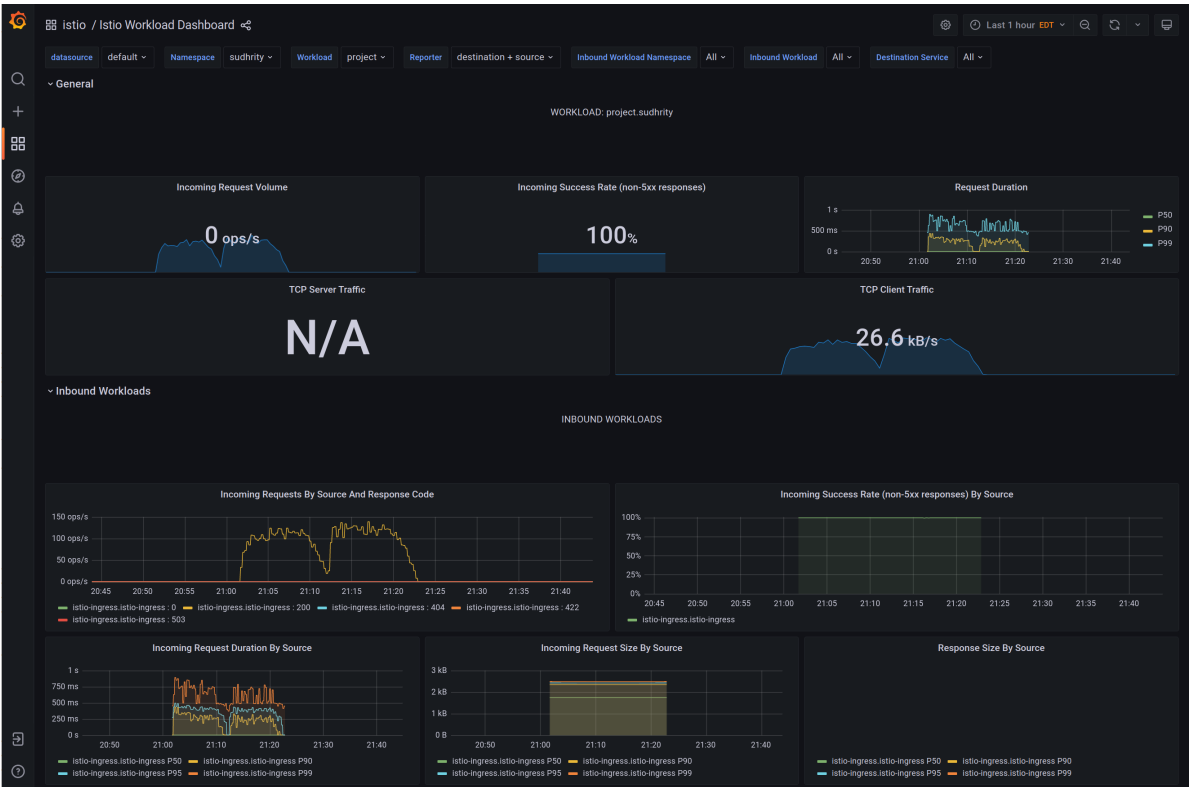 istio / Istio Workload Dashboard
Last 1 hour EDT
datasource default Namespace sudhrity Workload project Reporter destination + source Inbound Workload Namespace All Inbound Workload All Destination Service All
General
WORKLOAD: project.sudhrity
Incoming Request Volume
0 ops/s
Incoming Success Rate (non-5xx responses)
100%
Request Duration
1 s
500 ms
0 s
20:50 21:00 21:10 21:20 21:30 21:40
P50
P90
P99
TCP Server Traffic
N/A
TCP Client Traffic
26.6 kB/s
Inbound Workloads
INBOUND WORKLOADS
Incoming Requests By Source And Response Code
150 ops/s
100 ops/s
50 ops/s
0 ops/s
20:45 20:50 20:55 21:00 21:05 21:10 21:15 21:20 21:25 21:30 21:35 21:40
istio-ingress.istio-ingress : 0 istio-ingress.istio-ingress : 200 istio-ingress.istio-ingress : 404 istio-ingress.istio-ingress : 422
istio-ingress.istio-ingress : 503
Incoming Success Rate (non-5xx responses) By Source
100%
75%
50%
25%
0%
20:45 20:50 20:55 21:00 21:05 21:10 21:15 21:20 21:25 21:30 21:35 21:40
istio-ingress.istio-ingress
Incoming Request Duration By Source
1 s
750 ms
500 ms
250 ms
0 s
20:50 21:00 21:10 21:20 21:30 21:40
istio-ingress.istio-ingress P50 istio-ingress.istio-ingress P90
istio-ingress.istio-ingress P95 istio-ingress.istio-ingress P99
Incoming Request Size By Source
3 kB
2 kB
1 kB
0 B
20:50 21:00 21:10 21:20 21:30 21:40
istio-ingress.istio-ingress P50 istio-ingress.istio-ingress P90
istio-ingress.istio-ingress P95 istio-ingress.istio-ingress P99
Response Size By Source
istio-ingress.istio-ingress P50 istio-ingress.istio-ingress P90
istio-ingress.istio-ingress P95 istio-ingress.istio-ingress P99